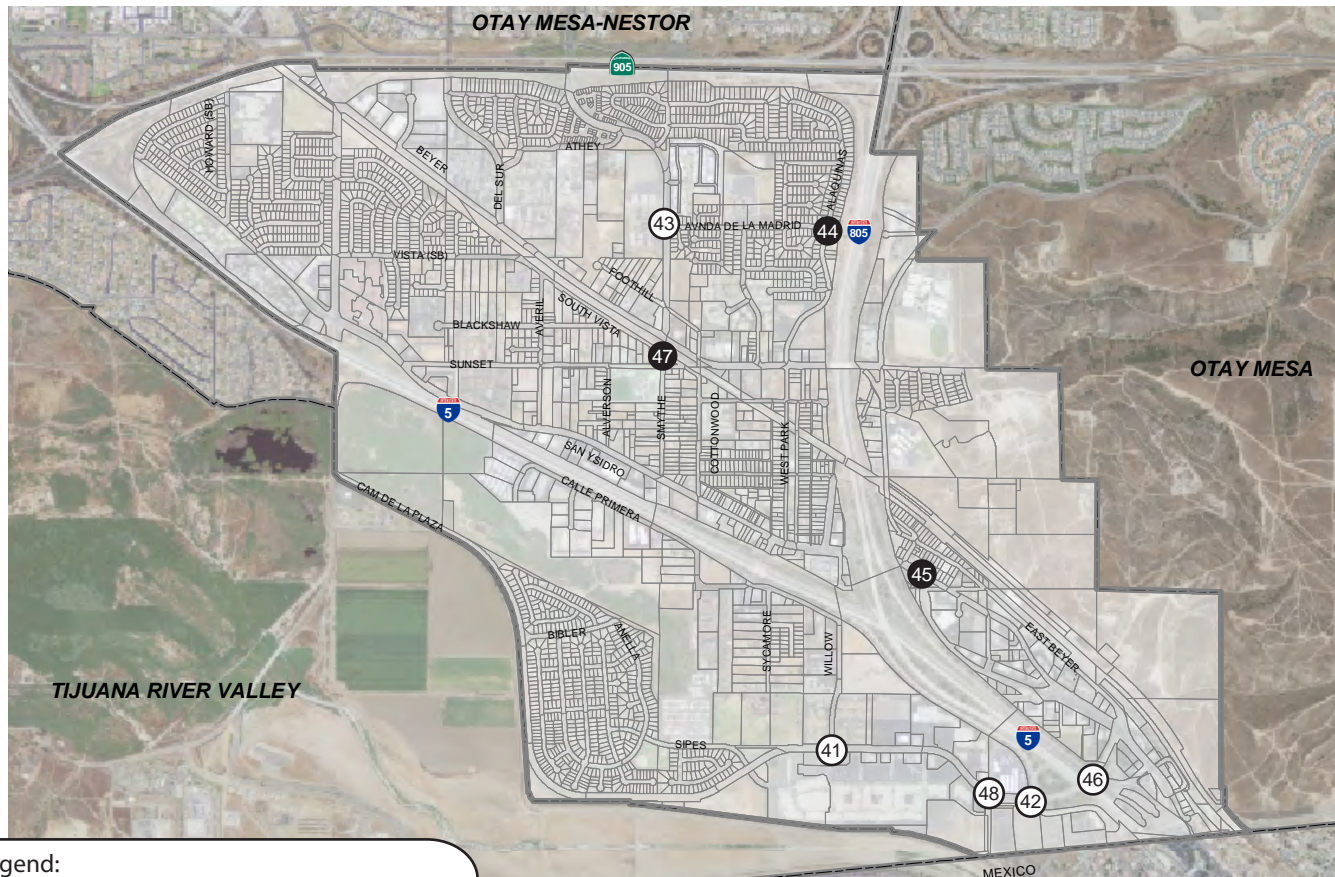 OTAY MESA-NESTOR
905
HOWARD (SB)
BEYER
ATHEY
DEL SUR
ALAQUINAS
43
AVNDA DE LA MADRID
44
805
VISTA (SB)
FOOTHILL
SOUTH VISTA
AVERIL
BLACKSHAW
47
SUNSET
OTAY MESA
5
ALVERSON
SMYTHE
COTTONWOOD
WEST PARK
SAN YSIDRO
CALLE PRIMERA
CAM DE LA PLAZA
45
BIBLER
ANELLA
SYCAMORE
WILLOW
EAST BEYER
TIJUANA RIVER VALLEY
SIPES
41
5
46
48
42
MEXICO
gend: